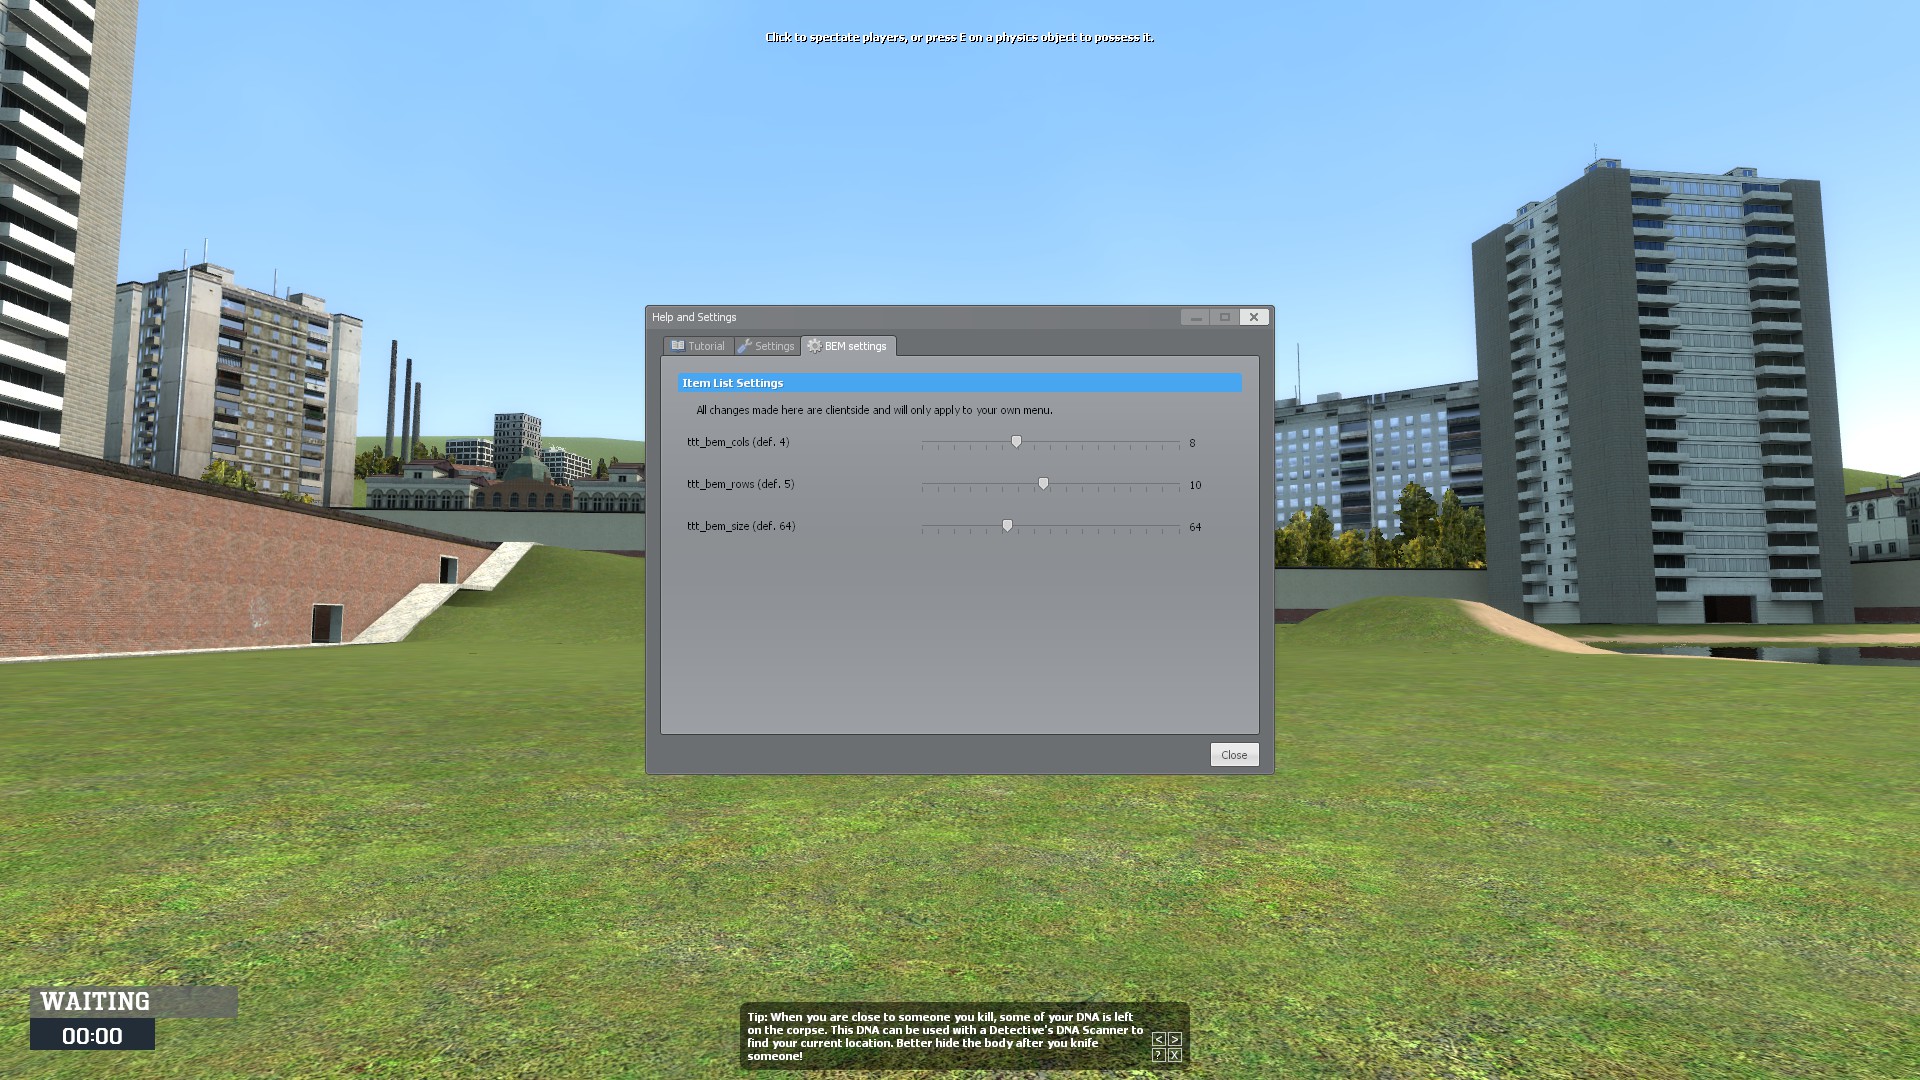 Click to spectate players, or press E on a physics object to possess it.
Help and Settings
Tutorial
Settings
BEM settings
Item List Settings
All changes made here are clientside and will only apply to your own menu.
ttt_bem_cols (def. 4)
8
ttt_bem_rows (def. 5)
10
ttt_bem_size (def. 64)
64
Close
WAITING
00:00
Tip: When you are close to someone you kill, some of your DNA is left
on the corpse. This DNA can be used with a Detective's DNA Scanner to
find your current location. Better hide the body after you knife
someone!
< >
? X